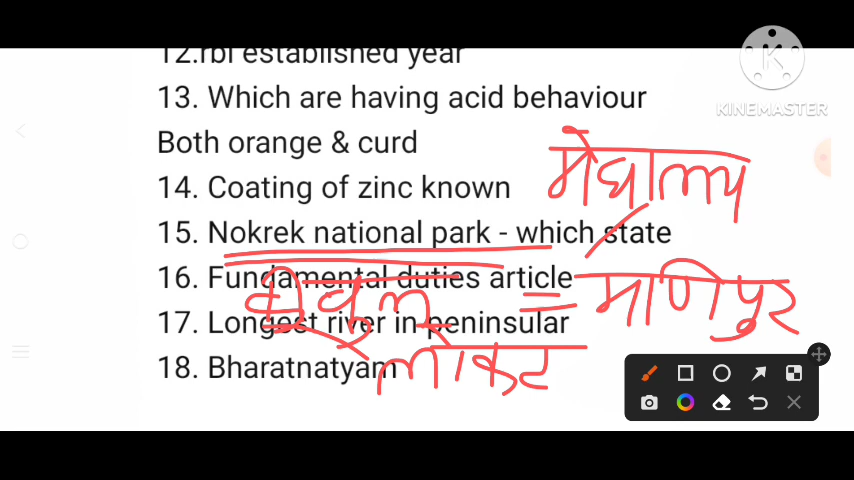 12.rbi established year
KINEMASTER
13. Which are having acid behaviour
Both orange & curd
मेघालय
14. Coating of zinc known
15. Nokrek national park - which state
16. Fundamental duties article
= मणिपुर
17. Longest river in peninsular
18. Bharatnatyam